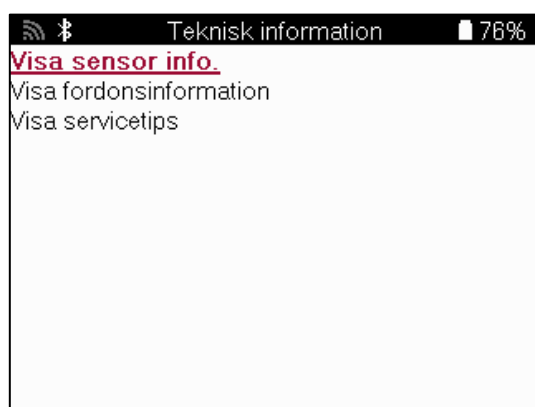 Teknisk information 76%
Visa sensor info.
Visa fordonsinformation
Visa servicetips